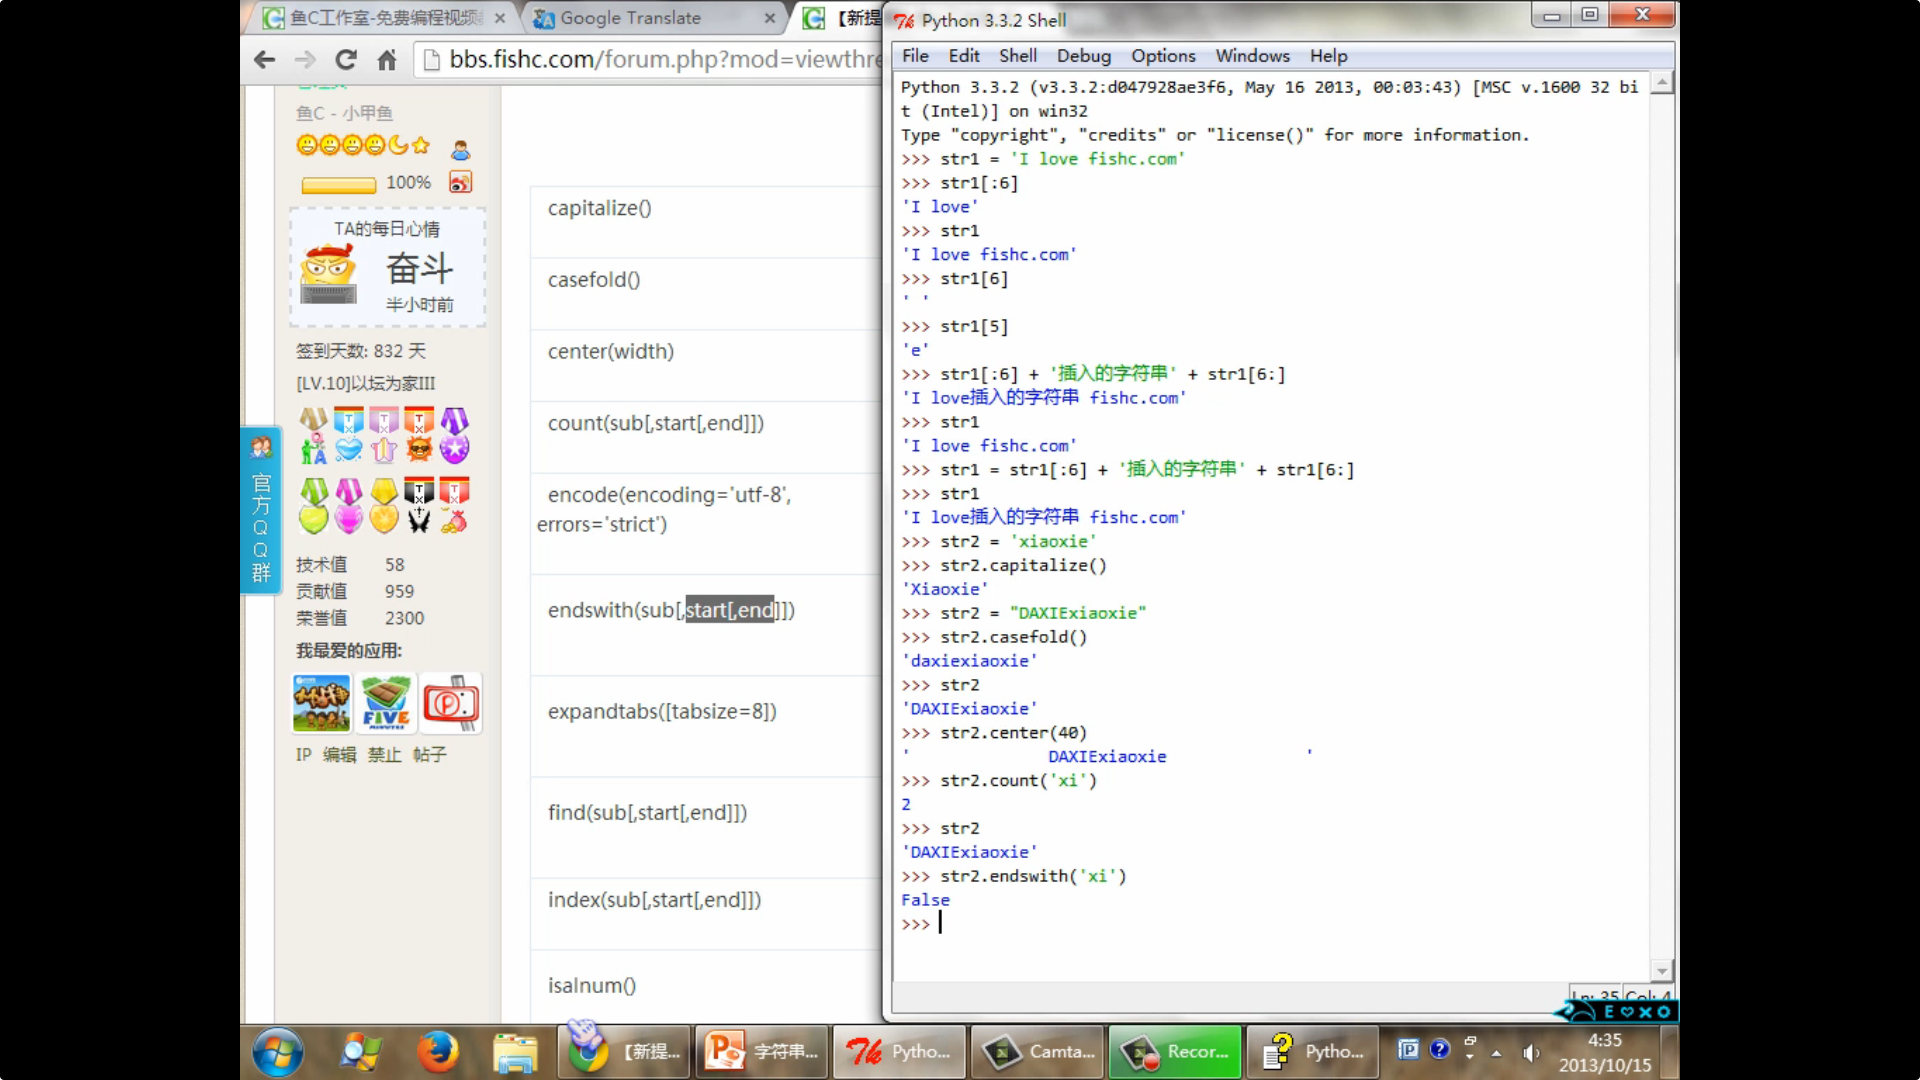 鱼C工作室-免费编程视频
Google Translate
【新提
bbs.fishc.com/forum.php?mod=viewthre
鱼C - 小甲鱼
100%
TA的每日心情
奋斗
半小时前
签到天数: 832 天
[LV.10]以坛为家III
官方QQ群
技术值 58
贡献值 959
荣誉值 2300
我最爱的应用:
FIVE
MINUTES
IP 编辑 禁止 帖子
capitalize()
casefold()
center(width)
count(sub[,start[,end]])
encode(encoding='utf-8',
errors='strict')
endswith(sub[,start[,end]])
expandtabs([tabsize=8])
find(sub[,start[,end]])
index(sub[,start[,end]])
isalnum()
Python 3.3.2 Shell
File Edit Shell Debug Options Windows Help
Python 3.3.2 (v3.3.2:d047928ae3f6, May 16 2013, 00:03:43) [MSC v.1600 32 bi
t (Intel)] on win32
Type "copyright", "credits" or "license()" for more information.
>>> str1 = 'I love fishc.com'
>>> str1[:6]
'I love'
>>> str1
'I love fishc.com'
>>> str1[6]
' '
>>> str1[5]
'e'
>>> str1[:6] + '插入的字符串' + str1[6:]
'I love插入的字符串 fishc.com'
>>> str1
'I love fishc.com'
>>> str1 = str1[:6] + '插入的字符串' + str1[6:]
>>> str1
'I love插入的字符串 fishc.com'
>>> str2 = 'xiaoxie'
>>> str2.capitalize()
'Xiaoxie'
>>> str2 = "DAXIExiaoxie"
>>> str2.casefold()
'daxiexiaoxie'
>>> str2
'DAXIExiaoxie'
>>> str2.center(40)
'              DAXIExiaoxie              '
>>> str2.count('xi')
2
>>> str2
'DAXIExiaoxie'
>>> str2.endswith('xi')
False
>>>
Ln: 35 Col: 4
【新提...
字符串...
Pytho...
Camta...
Recor...
Pytho...
4:35
2013/10/15